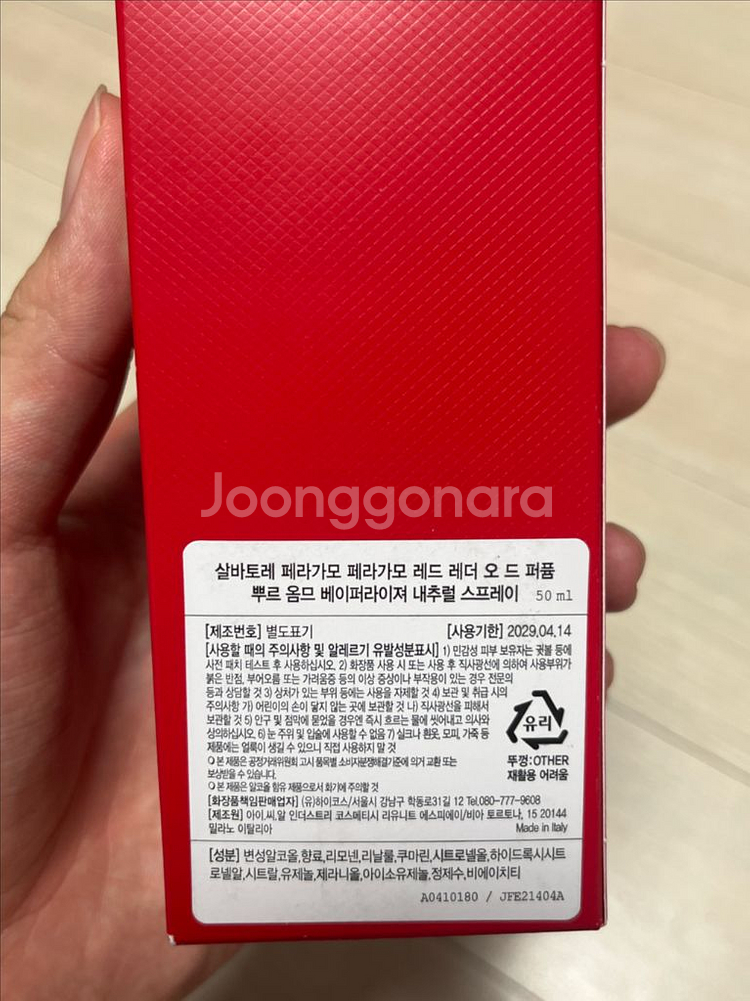 Joonggonara
살바토레 페라가모 페라가모 레드 레더 오 드 퍼퓸
뿌르 옴므 베이퍼라이져 내추럴 스프레이 50 ml
[제조번호] 별도표기 [사용기한] 2029.04.14
[사용할 때의 주의사항 및 알레르기 유발성분표시] 1) 민감성 피부 보유자는 귓볼 등에
사전 패치 테스트 후 사용하십시오. 2) 화장품 사용 시 또는 사용 후 직사광선에 의하여 사용부위가
붉은 반점, 부어오름 또는 가려움증 등의 이상 증상이나 부작용이 있는 경우 전문의
등과 상담할 것 3) 상처가 있는 부위 등에는 사용을 자제할 것 4) 보관 및 취급 시의
주의사항 가) 어린이의 손이 닿지 않는 곳에 보관할 것 나) 직사광선을 피해서
보관할 것 5) 안구 및 점막에 묻었을 경우엔 즉시 흐르는 물에 씻어내고 의사와
상의하십시오. 6) 눈 주위 및 입술에 사용할 수 없음 7) 실크나 흰옷, 모피, 가죽 등
제품에는 얼룩이 생길 수 있으니 직접 사용하지 말 것
본 제품은 공정거래위원회 고시 품목별 소비자분쟁해결기준에 의거 교환 또는
보상받을 수 있습니다.
본 제품은 알코올 함유 제품으로서 화기에 주의할 것
유리
뚜껑:OTHER
재활용 어려움
[화장품책임판매업자] (유)하이코스/서울시 강남구 학동로31길 12 Tel.080-777-9608
[제조원] 아이.씨.알 인더스트리 코스메티시 리유니트 에스피에이/비아 토르토나, 15 20144
밀라노 이탈리아 Made in Italy
[성분] 변성알코올,향료,리모넨,리날룰,쿠마린,시트로넬올,하이드록시시트
로넬알,시트랄,유제놀,제라니올,아이소유제놀,정제수,비에이치티
A0410180 / JFE21404A